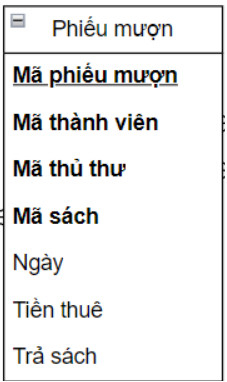 Phiếu mượn
Mã phiếu mượn
Mã thành viên
Mã thủ thư
Mã sách
Ngày
Tiền thuê
Trả sách